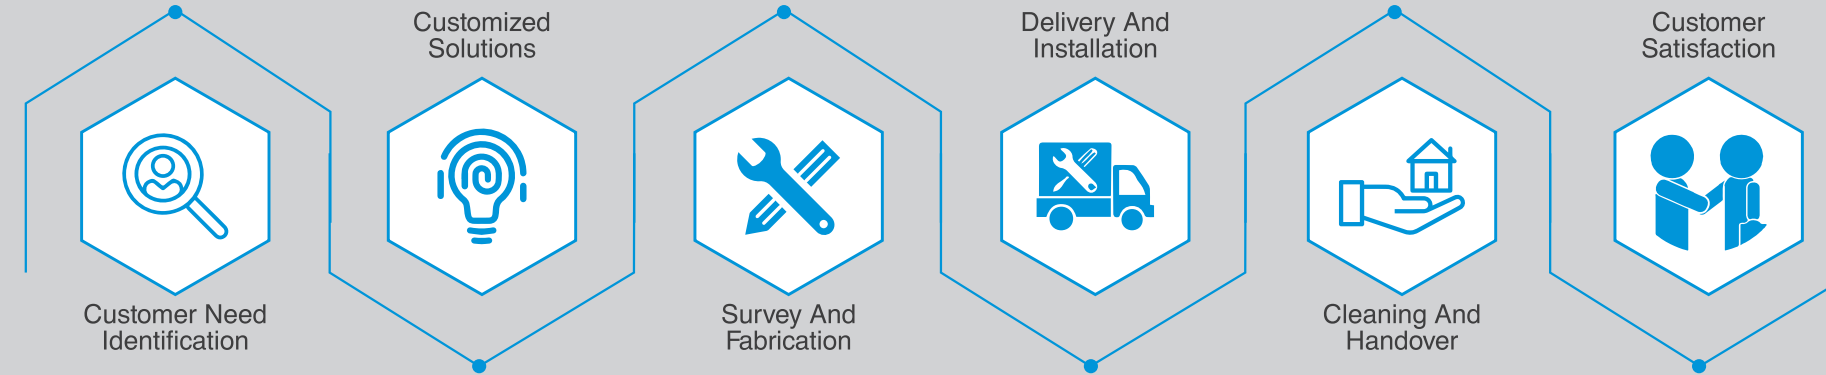 Customer Need
Identification
Customized
Solutions
Survey And
Fabrication
Delivery And
Installation
Cleaning And
Handover
Customer
Satisfaction